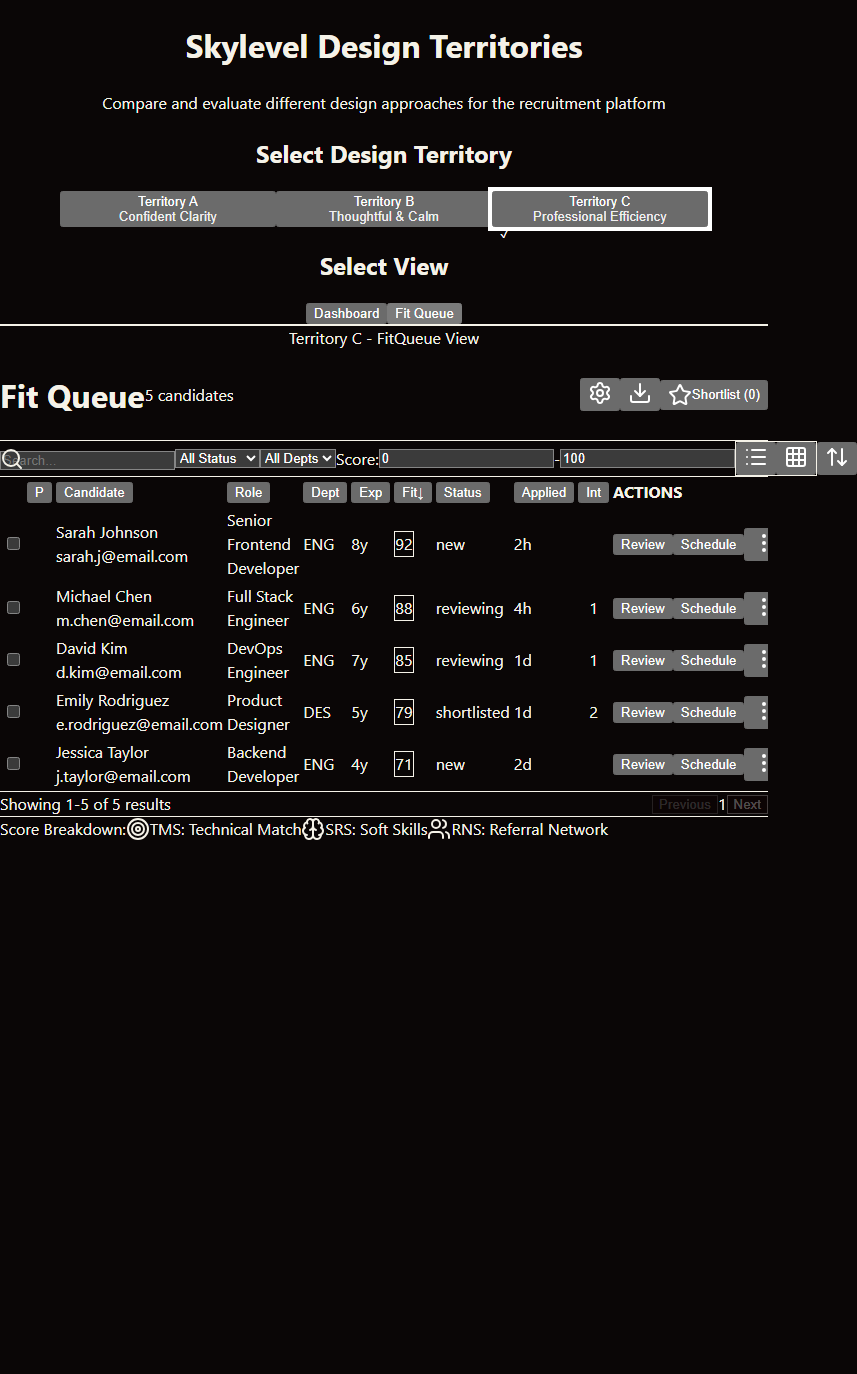 Skylevel Design Territories
Compare and evaluate different design approaches for the recruitment platform
Select Design Territory
Territory A
Confident Clarity
Territory B
Thoughtful & Calm
Territory C
Professional Efficiency
✓
Select View
Dashboard Fit Queue
Territory C - FitQueue View
Fit Queue 5 candidates Shortlist (0)
Search... All Status All Depts Score: 0 - 100
P Candidate Role Dept Exp Fit↓ Status Applied Int ACTIONS
Sarah Johnson
sarah.j@email.com
Senior
Frontend
Developer
ENG 8y 92 new 2h Review Schedule
Michael Chen
m.chen@email.com
Full Stack
Engineer
ENG 6y 88 reviewing 4h 1 Review Schedule
David Kim
d.kim@email.com
DevOps
Engineer
ENG 7y 85 reviewing 1d 1 Review Schedule
Emily Rodriguez
e.rodriguez@email.com
Product
Designer
DES 5y 79 shortlisted 1d 2 Review Schedule
Jessica Taylor
j.taylor@email.com
Backend
Developer
ENG 4y 71 new 2d Review Schedule
Showing 1-5 of 5 results Previous 1 Next
Score Breakdown: TMS: Technical Match SRS: Soft Skills RNS: Referral Network